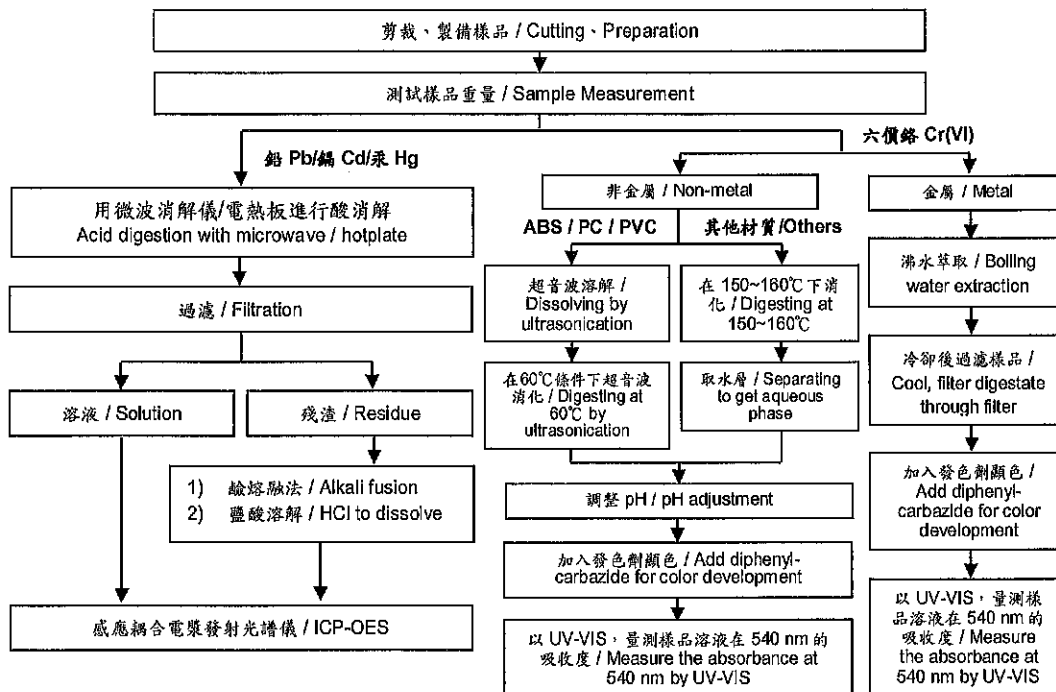 剪裁、製備樣品 / Cutting、Preparation
測試樣品重量 / Sample Measurement
鉛 Pb/鎘 Cd/汞 Hg
六價鉻 Cr(VI)
用微波消解儀/電熱板進行酸消解
Acid digestion with microwave / hotplate
過濾 / Filtration
溶液 / Solution
殘渣 / Residue
1) 鹼熔融法 / Alkali fusion
2) 鹽酸溶解 / HCl to dissolve
感應耦合電漿發射光譜儀 / ICP-OES
非金屬 / Non-metal
ABS / PC / PVC
其他材質/Others
超音波溶解 /
Dissolving by
ultrasonication
在60℃條件下超音波
消化 / Digesting at
60℃ by
ultrasonication
在 150~160℃下消
化 / Digesting at
150~160℃
取水層 / Separating
to get aqueous
phase
調整 pH / pH adjustment
加入發色劑顯色 / Add diphenyl-
carbazide for color development
以 UV-VIS，量測樣品溶液在 540 nm 的
吸收度 / Measure the absorbance at
540 nm by UV-VIS
金屬 / Metal
沸水萃取 / Boiling
water extraction
冷卻後過濾樣品 /
Cool, filter digestate
through filter
加入發色劑顯色 /
Add diphenyl-
carbazide for color
development
以 UV-VIS，量測樣
品溶液在 540 nm 的
吸收度 / Measure
the absorbance at
540 nm by UV-VIS